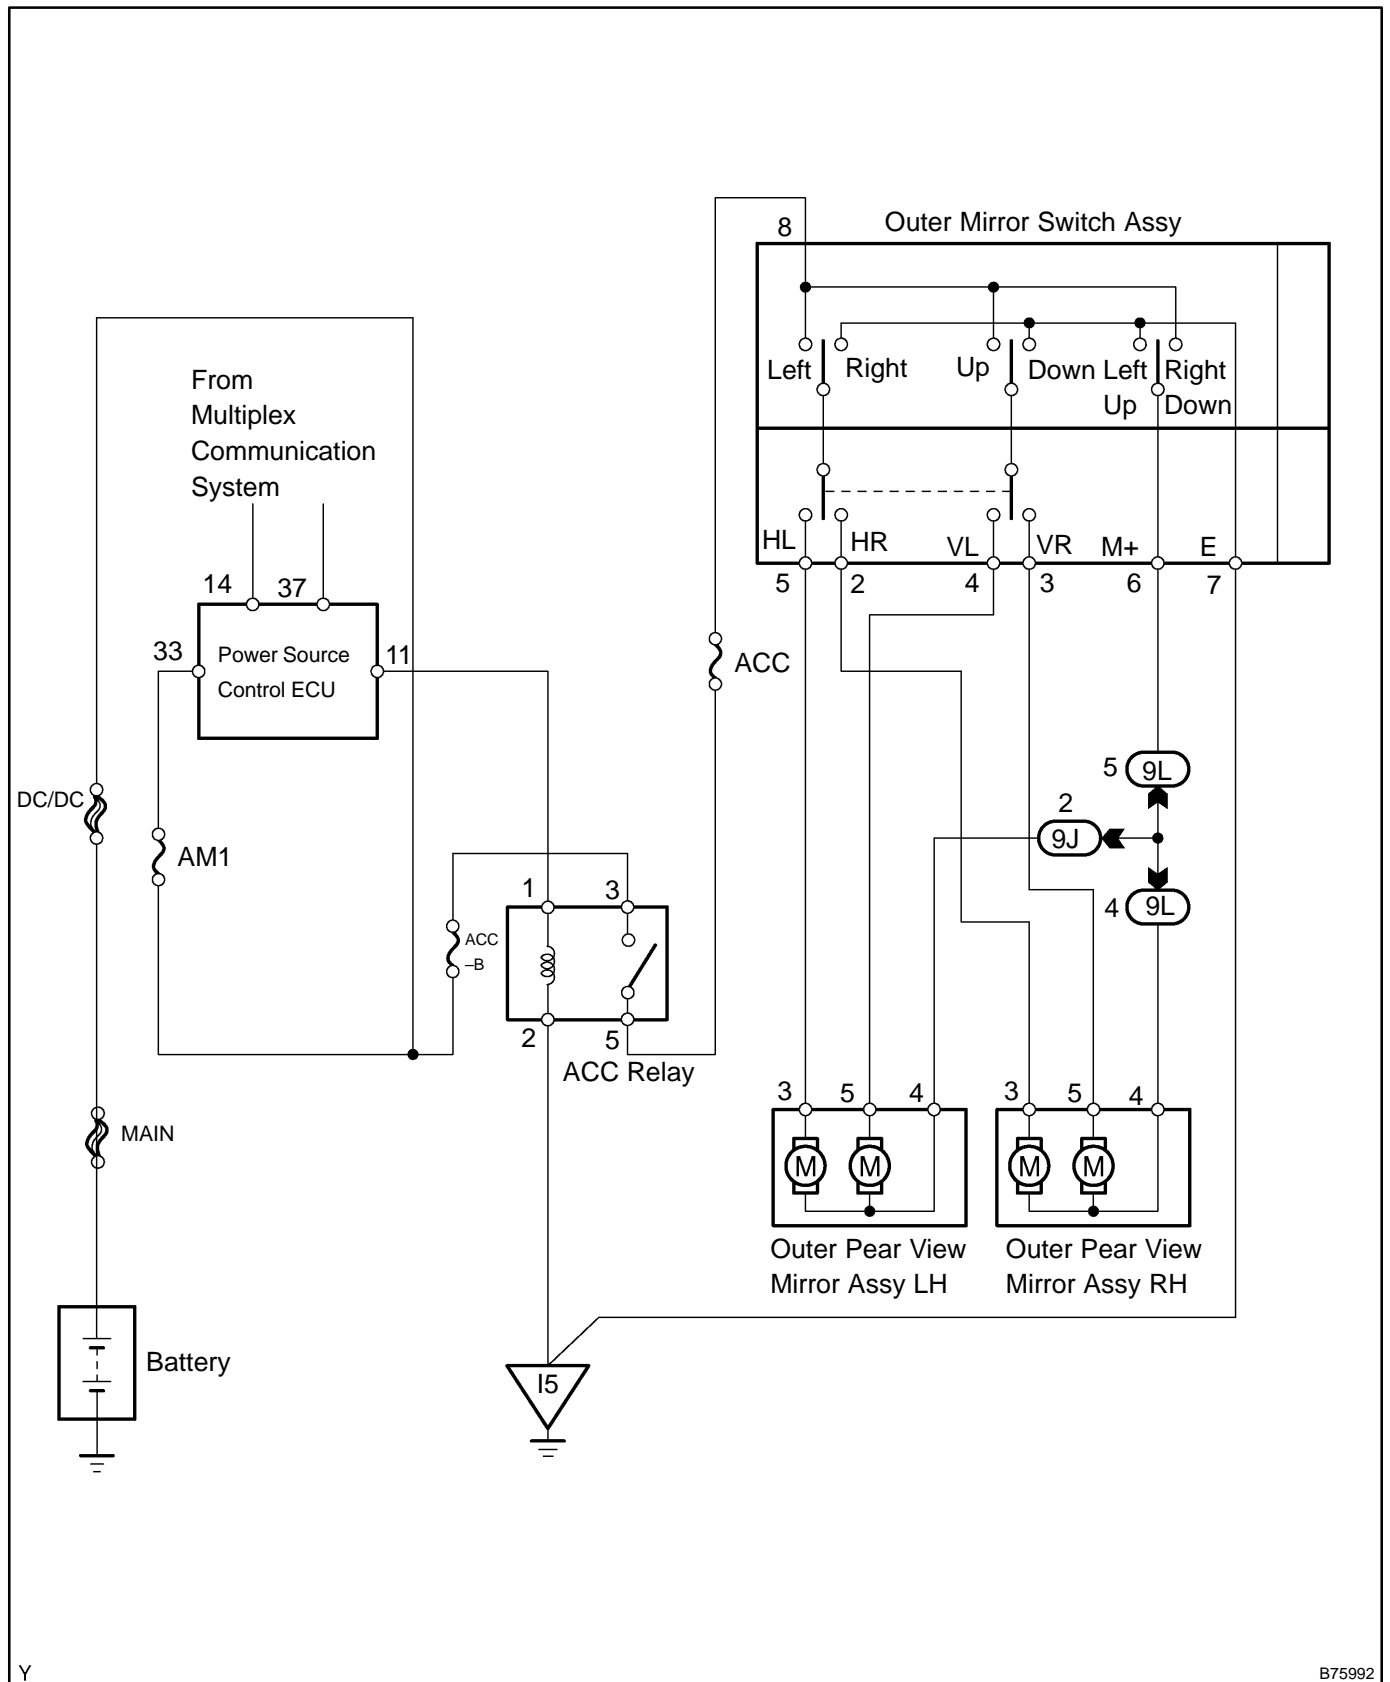 8
Outer Mirror Switch Assy
Left
Right
Up
Down
Left
Up
Right
Down
From
Multiplex
Communication
System
HL
HR
VL
VR
M+
E
5
2
4
3
6
7
14
37
33
Power Source
Control ECU
11
ACC
DC/DC
AM1
5
9L
2
9J
4
9L
1
3
ACC
–B
2
5
ACC Relay
MAIN
3
5
4
3
5
4
M
M
M
M
Outer Pear View
Mirror Assy LH
Outer Pear View
Mirror Assy RH
Battery
I5
Y
B75992